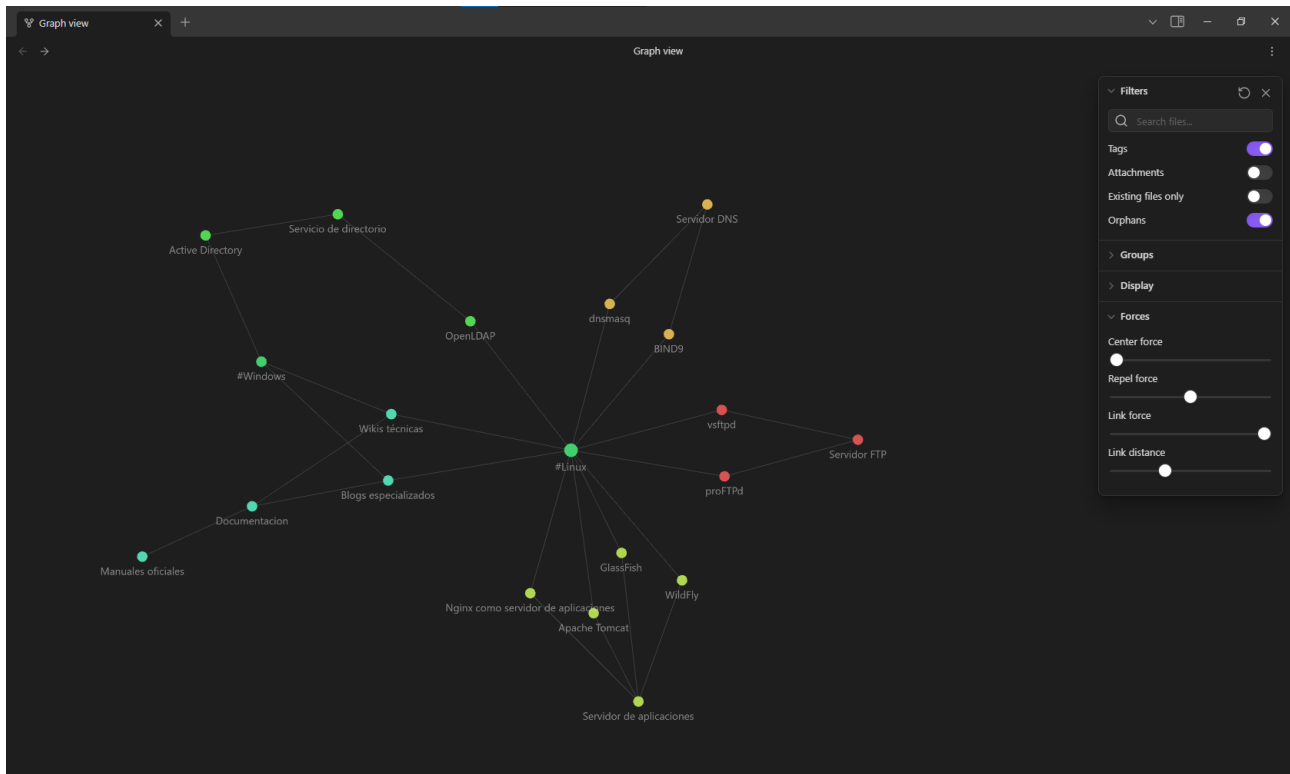 Graph view
Graph view
Filters
Search files...
Tags
Attachments
Existing files only
Orphans
Groups
Display
Forces
Center force
Repel force
Link force
Link distance
Servidor DNS
Servicio de directorio
Active Directory
dnsmasq
OpenLDAP
BIND9
#Windows
Wikis técnicas
vsftpd
Servidor FTP
#Linux
proFTPd
Blogs especializados
Documentacion
Manuales oficiales
GlassFish
WildFly
Nginx como servidor de aplicaciones
Apache Tomcat
Servidor de aplicaciones